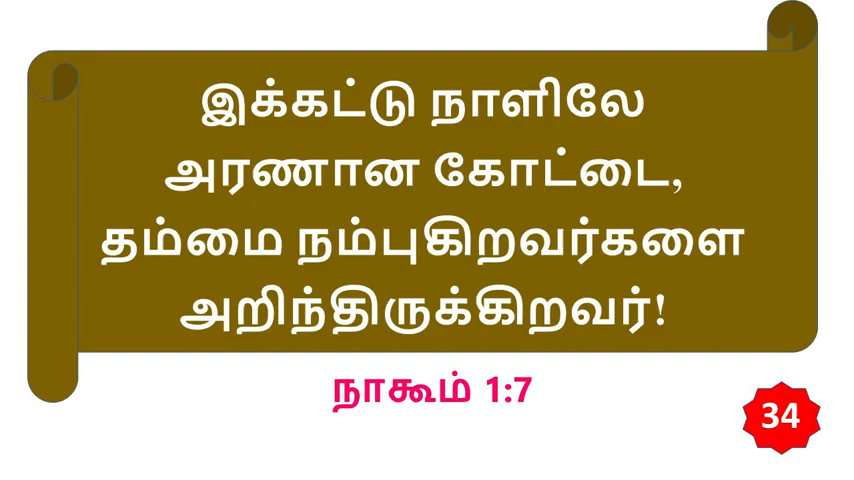 இக்கட்டு நாளிலே
அரணான கோட்டை,
தம்மை நம்புகிறவர்களை
அறிந்திருக்கிறவர்!
நாகூம் 1:7
34